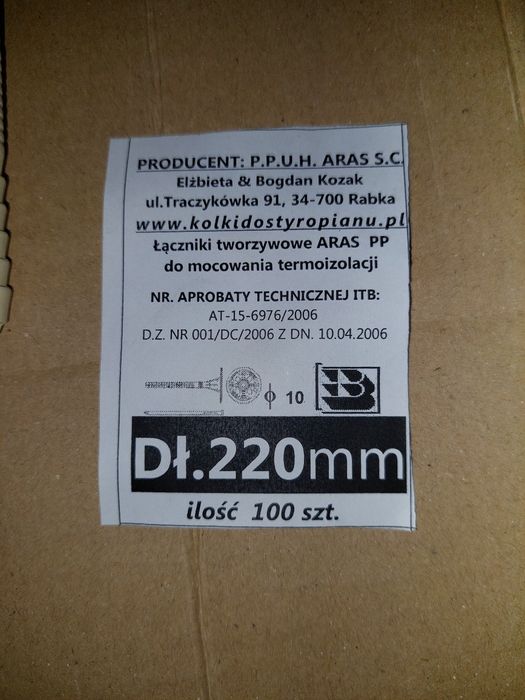 PRODUCENT: P.P.U.H. ARAS S.C.
Elżbieta & Bogdan Kozak
ul.Traczykówka 91, 34-700 Rabka
www.kolkidostyropianu.pl
Łączniki tworzywowe ARAS PP
do mocowania termoizolacji
NR. APROBATY TECHNICZNEJ ITB:
AT-15-6976/2006
D.Z. NR 001/DC/2006 Z DN. 10.04.2006
ϕ 10
B
Dł.220mm
ilość 100 szt.